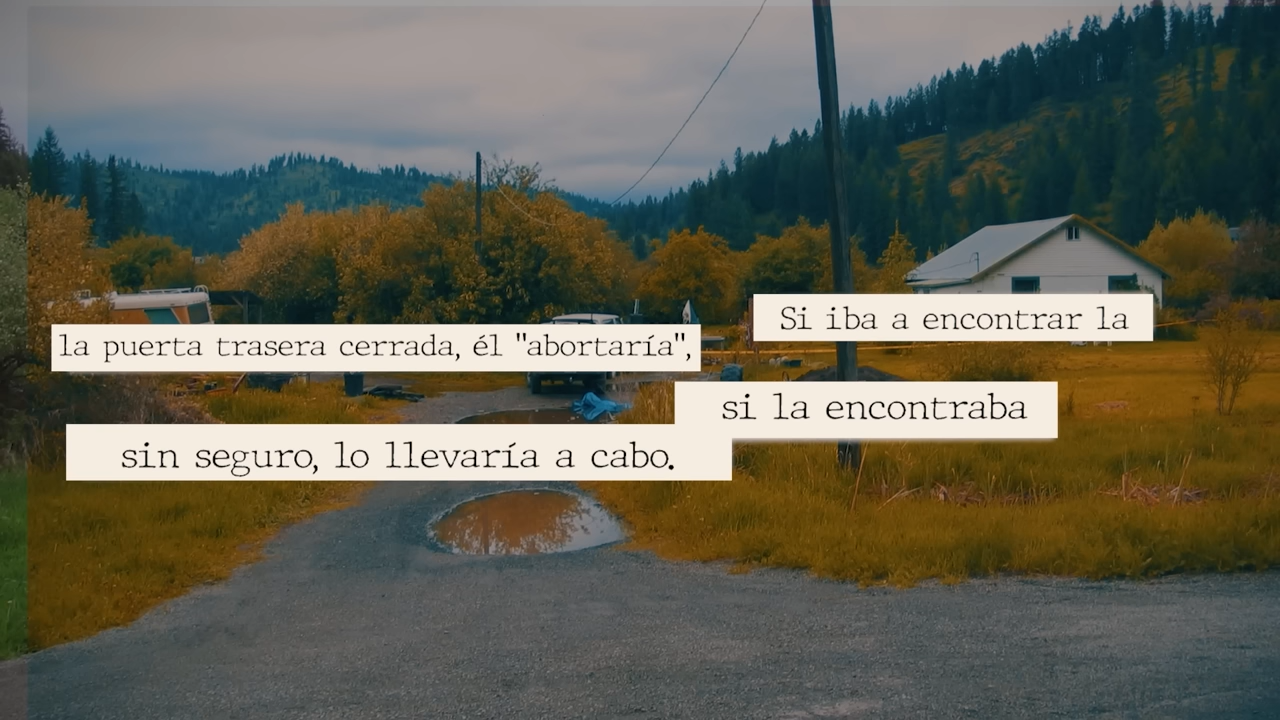 Si iba a encontrar la
la puerta trasera cerrada, él "abortaría",
si la encontraba
sin seguro, lo llevaría a cabo.